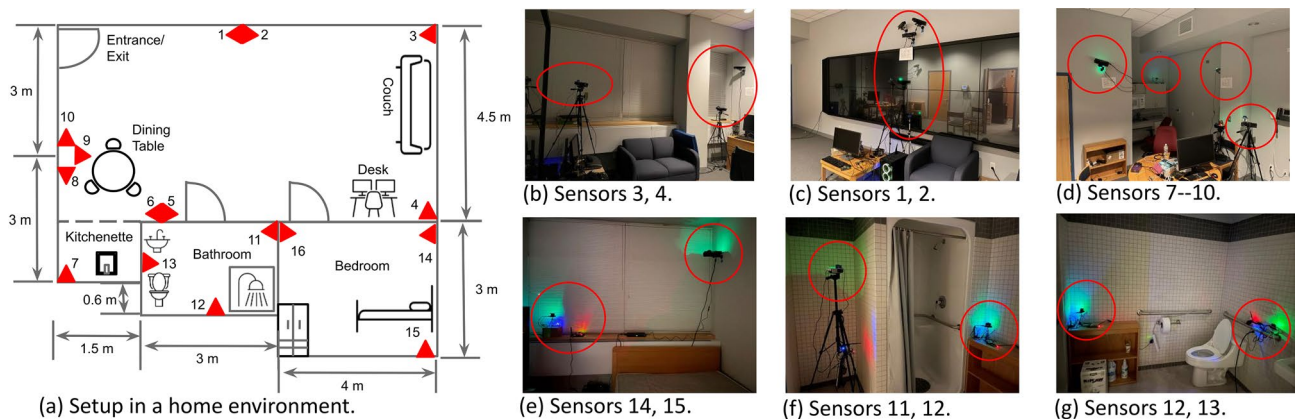 Entrance/
Exit
1
2
3
3 m
Couch
4.5 m
10
9
8
Dining
Table
Desk
3 m
6
5
4
Kitchenette
7
13
Bathroom
11
16
Bedroom
14
3 m
0.6 m
12
15
1.5 m
3 m
4 m
(a) Setup in a home environment.
(b) Sensors 3, 4.
(c) Sensors 1, 2.
(d) Sensors 7--10.
(e) Sensors 14, 15.
(f) Sensors 11, 12.
(g) Sensors 12, 13.